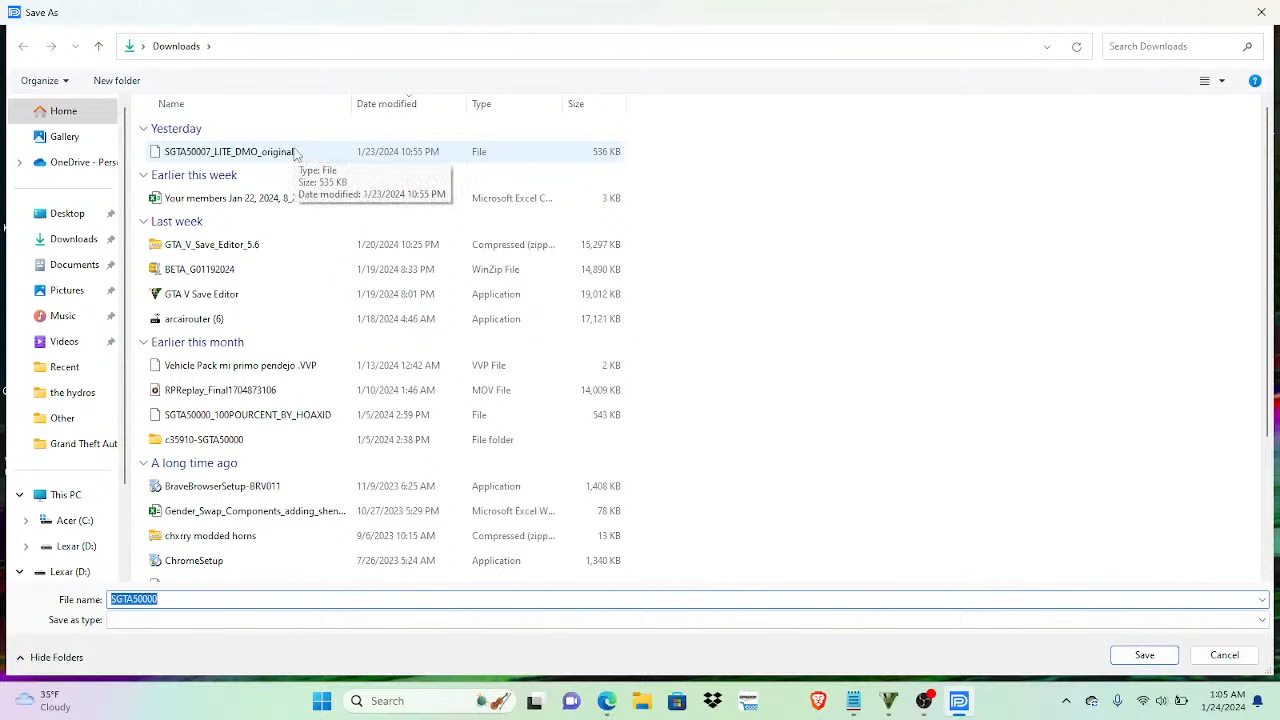 Save As
Downloads
Search Downloads
Organize
New folder
Name Date modified Type Size
Home
Gallery
OneDrive - Pers
Desktop
Downloads
Documents
Pictures
Music
Videos
Recent
the hydros
Other
Grand Theft Aut
This PC
Acer (C:)
Lexar (D:)
Lexar (D:)
Yesterday
SGTA50007_LITE_DMO_original 1/23/2024 10:55 PM File 536 KB
Type: File
Size: 535 KB
Date modified: 1/23/2024 10:55 PM
Earlier this week
Your members Jan 22, 2024, 8_ Microsoft Excel C... 3 KB
Last week
GTA_V_Save_Editor_5.6 1/20/2024 10:25 PM Compressed (zipp... 15,297 KB
BETA_G01192024 1/19/2024 8:33 PM WinZip File 14,890 KB
GTA V Save Editor 1/19/2024 8:01 PM Application 19,012 KB
arcairouter (6) 1/18/2024 4:46 AM Application 17,121 KB
Earlier this month
Vehicle Pack mi primo pendejo .VVP 1/13/2024 12:42 AM VVP File 2 KB
RPReplay_Final1704873106 1/10/2024 1:46 AM MOV File 14,009 KB
SGTA50000_100POURCENT_BY_HOAXID 1/5/2024 2:59 PM File 543 KB
c35910-SGTA50000 1/5/2024 2:38 PM File folder
A long time ago
BraveBrowserSetup-BRV011 11/9/2023 6:25 AM Application 1,408 KB
Gender_Swap_Components_adding_shen... 10/27/2023 5:29 PM Microsoft Excel W... 78 KB
chxrry modded horns 9/6/2023 10:15 AM Compressed (zipp... 13 KB
ChromeSetup 7/26/2023 5:24 AM Application 1,340 KB
File name: SGTA50000
Save as type:
Hide Folders
Save
Cancel
35°F
Cloudy
Search
1:05 AM
1/24/2024